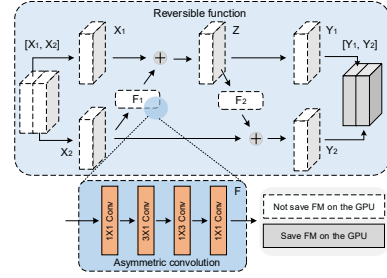 Reversible function
[X1, X2]
X1
Z
Y1
[Y1, Y2]
F1
F2
X2
Y2
F
1X1 Conv
3X1 Conv
1X3 Conv
1X1 Conv
Asymmetric convolution
Not save FM on the GPU
Save FM on the GPU